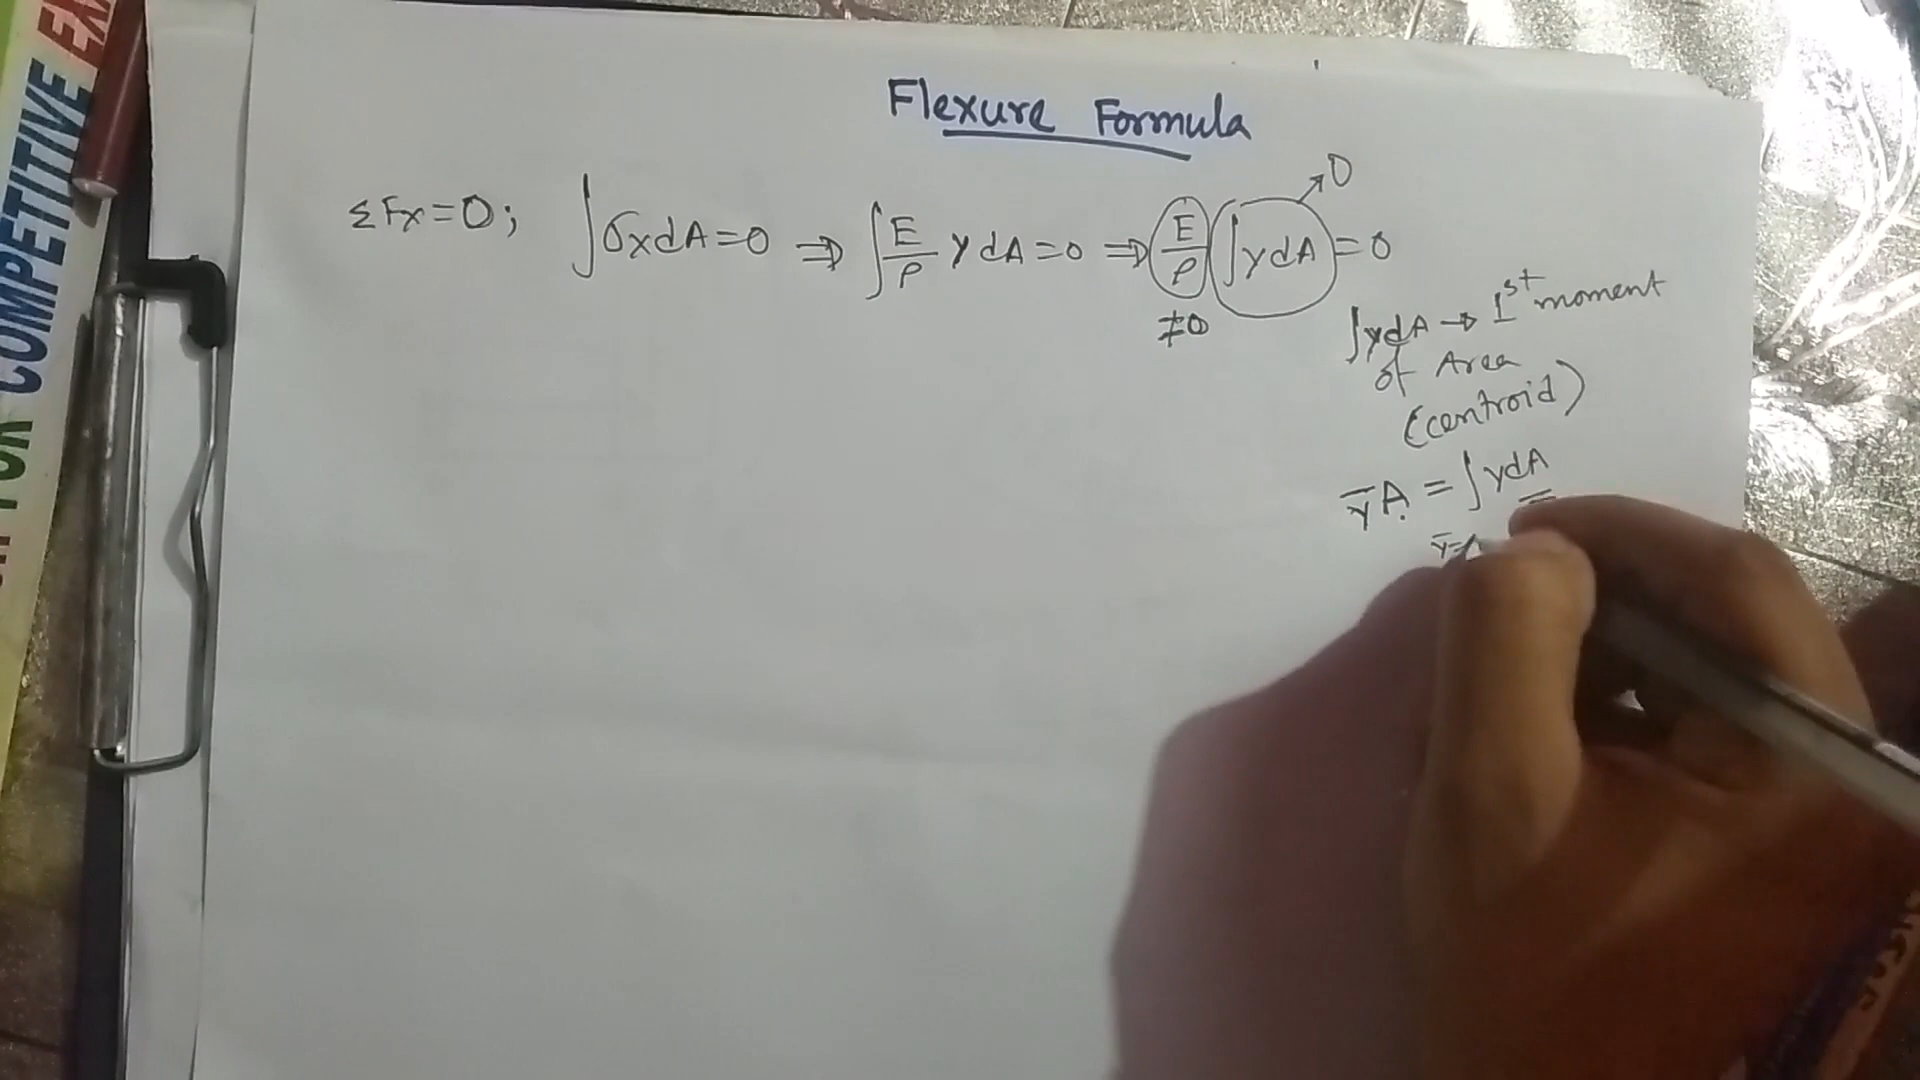 Flexure Formula
ΣFx=0; ∫σxdA=0 ⇒ ∫E/ρ y dA=0 ⇒ E/ρ ∫ydA=0
→0
≠0
∫ydA → 1st moment
of Area
(centroid)
ȳA = ∫ydA
ȳ=
COMPETITIVE
FOR